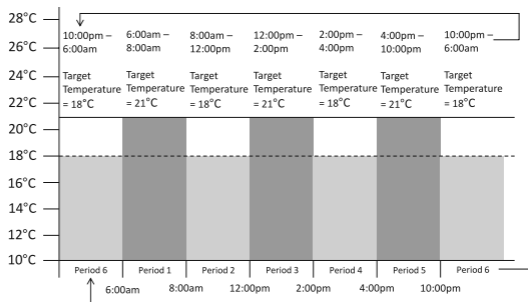 28°C
26°C
24°C
22°C
20°C
18°C
16°C
14°C
12°C
10°C
10:00pm –
6:00am
Target
Temperature
= 18°C
6:00am –
8:00am
Target
Temperature
= 21°C
8:00am –
12:00pm
Target
Temperature
= 18°C
12:00pm –
2:00pm
Target
Temperature
= 21°C
2:00pm –
4:00pm
Target
Temperature
= 18°C
4:00pm –
10:00pm
Target
Temperature
= 21°C
10:00pm –
6:00am
Target
Temperature
= 18°C
Period 6 Period 1 Period 2 Period 3 Period 4 Period 5 Period 6
6:00am 8:00am 12:00pm 2:00pm 4:00pm 10:00pm